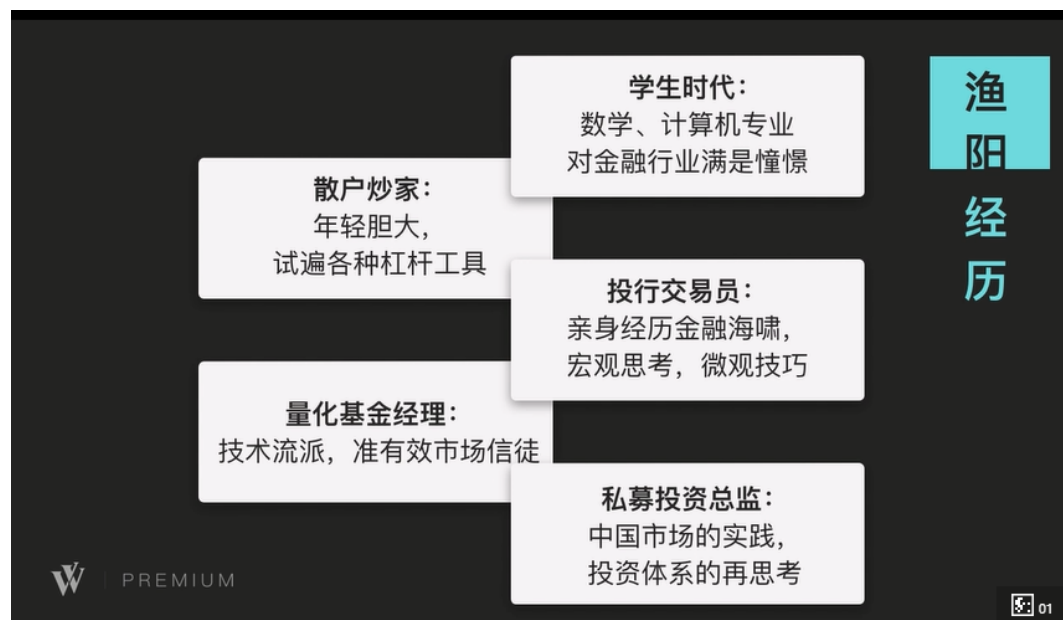 渔
阳
经
历
学生时代：
数学、计算机专业
对金融行业满是憧憬
散户炒家：
年轻胆大，
试遍各种杠杆工具
投行交易员：
亲身经历金融海啸，
宏观思考，微观技巧
量化基金经理：
技术流派，准有效市场信徒
私募投资总监：
中国市场的实践，
投资体系的再思考
W PREMIUM
01